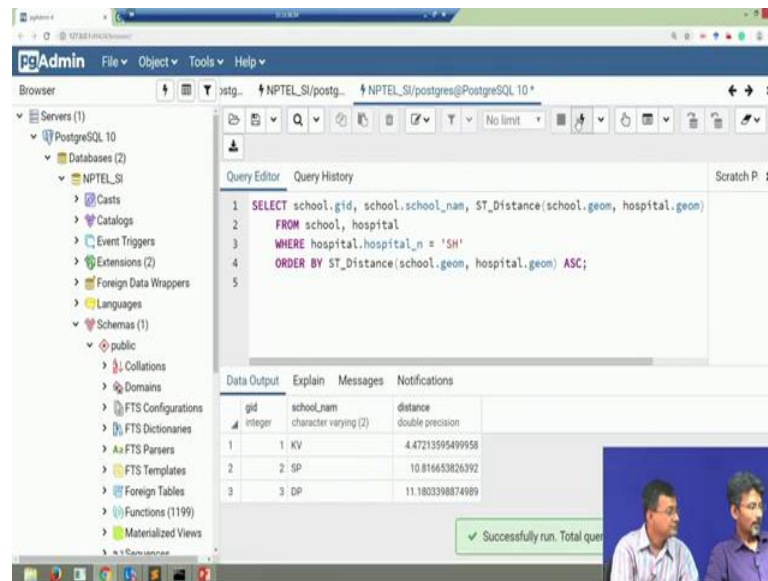 pgAdmin 4
pgAdmin File Object Tools Help
Browser
ostg... NPTEL_SI/postg... NPTEL_SI/postgres@PostgreSQL 10 *
Servers (1)
PostgreSQL 10
Databases (2)
NPTEL_SI
Casts
Catalogs
Event Triggers
Extensions (2)
Foreign Data Wrappers
Languages
Schemas (1)
public
Collations
Domains
FTS Configurations
FTS Dictionaries
FTS Parsers
FTS Templates
Foreign Tables
Functions (1199)
Materialized Views
Sequences
No limit
Query Editor Query History
Scratch P
1 SELECT school.gid, school.school_nam, ST_Distance(school.geom, hospital.geom)
2 FROM school, hospital
3 WHERE hospital.hospital_n = 'SH'
4 ORDER BY ST_Distance(school.geom, hospital.geom) ASC;
5
Data Output Explain Messages Notifications
gid school_nam distance
integer character varying (2) double precision
1 1 KV 4.47213595499958
2 2 SP 10.816653826392
3 3 DP 11.1803398874989
Successfully run. Total quer